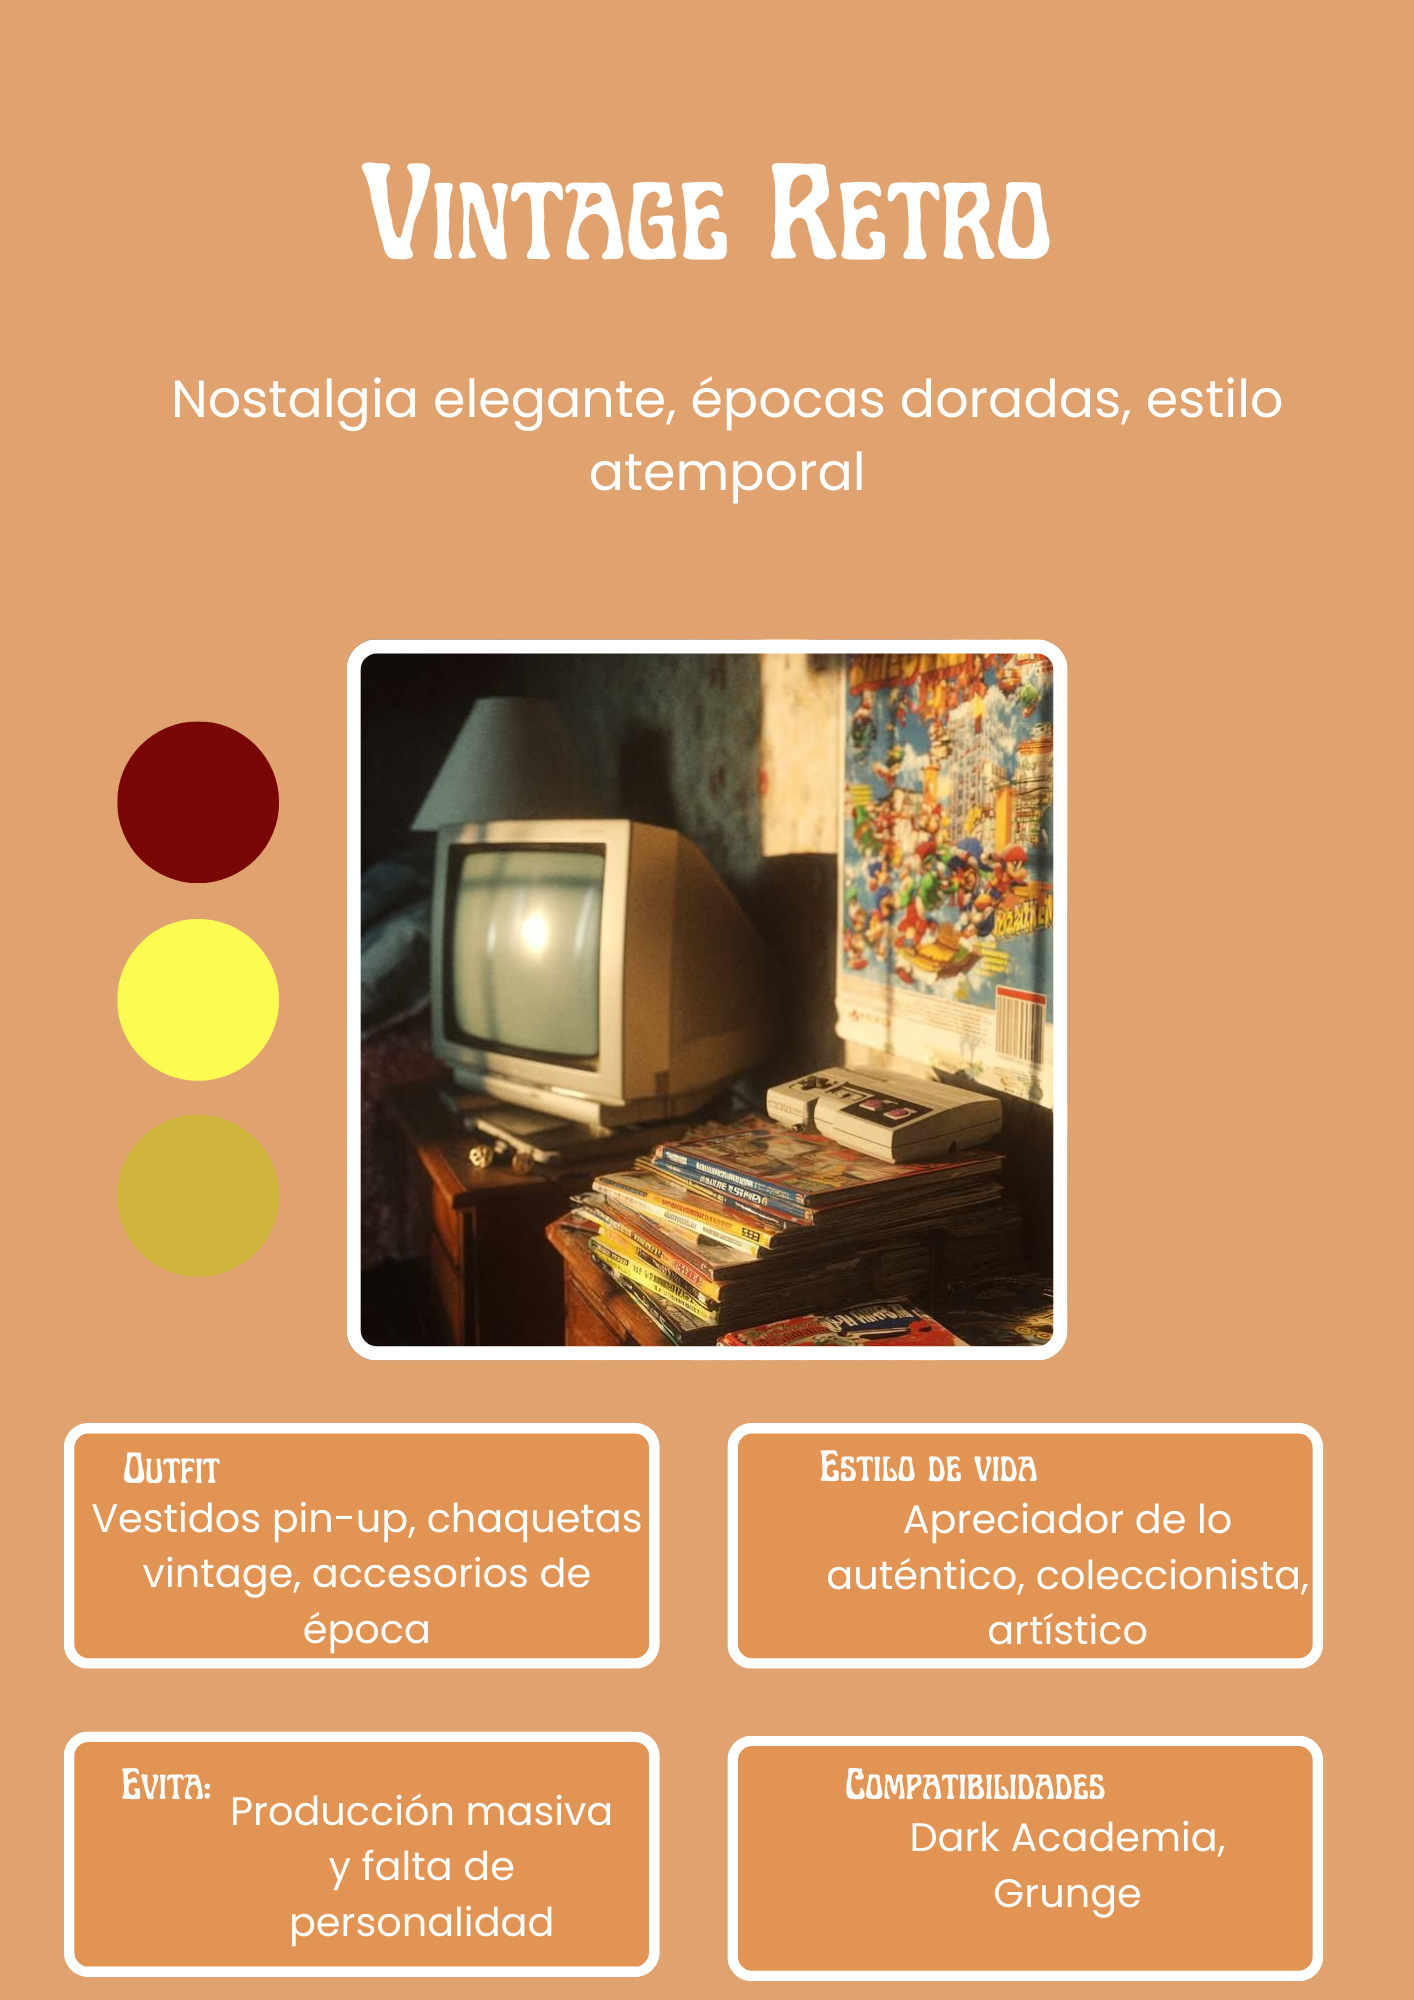 Vintage Retro
Nostalgia elegante, épocas doradas, estilo
atemporal
Outfit
Vestidos pin-up, chaquetas
vintage, accesorios de
época
Estilo de vida
Apreciador de lo
auténtico, coleccionista,
artístico
Evita:
Producción masiva
y falta de
personalidad
Compatibilidades
Dark Academia,
Grunge